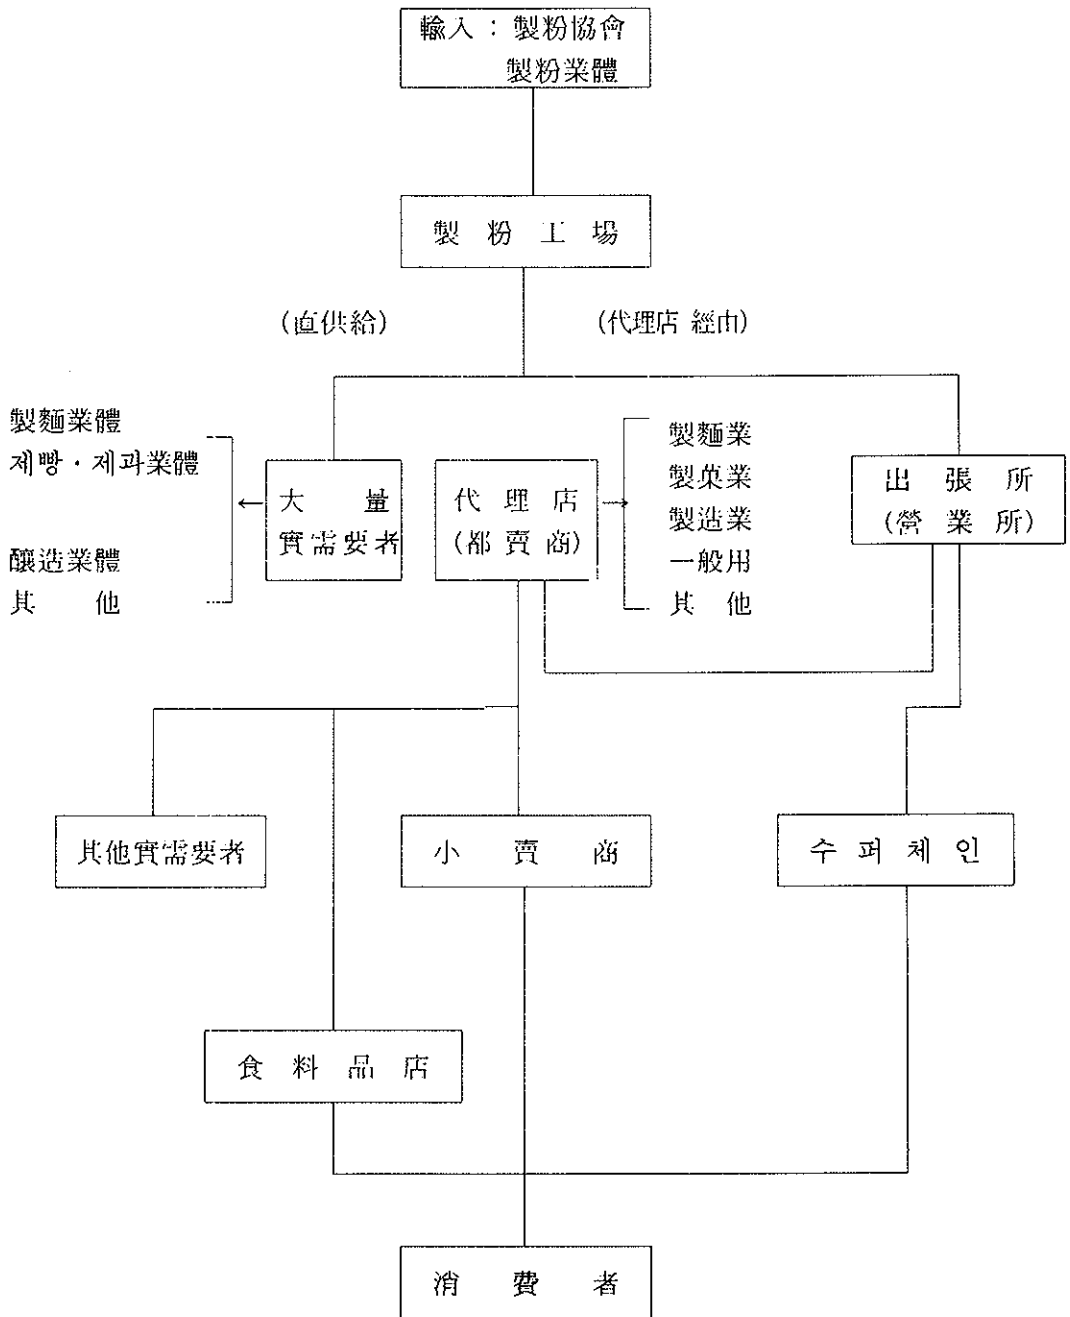 輸入 : 製粉協會
製粉業體
製 粉 工 場
(直供給)
(代理店 經由)
製麵業體
제빵 · 제과業體
釀造業體
其 他
大 量
實需要者
代 理 店
(都 賣 商)
製麵業
製菓業
製造業
一般用
其 他
出 張 所
(營 業 所)
其他實需要者
小 賣 商
수 퍼 체 인
食 料 品 店
消 費 者